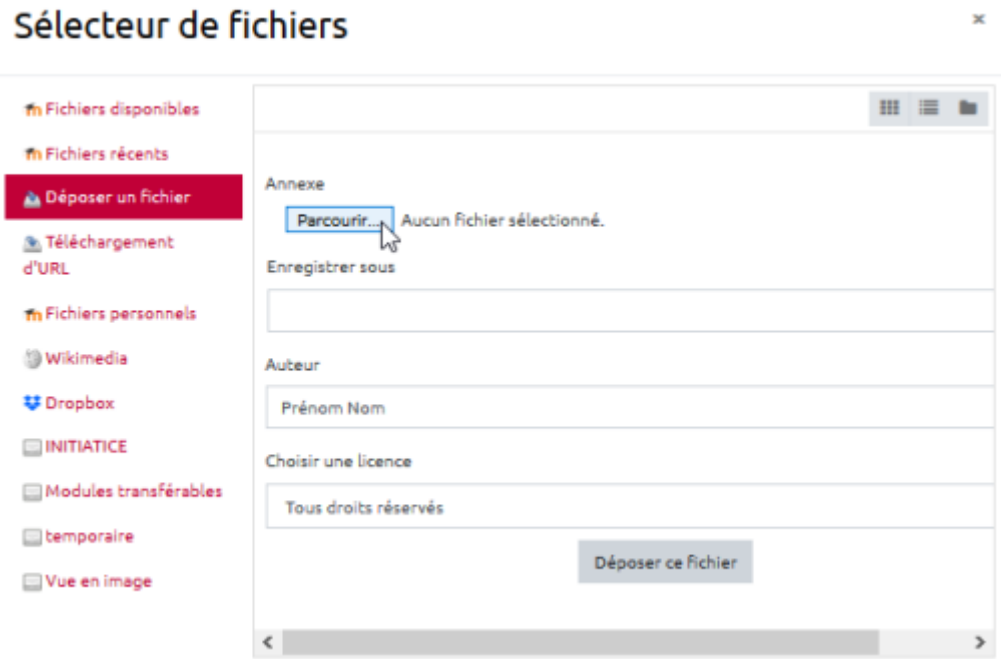 Sélecteur de fichiers
Fichiers disponibles
Fichiers récents
Déposer un fichier
Téléchargement
d'URL
Fichiers personnels
Wikimedia
Dropbox
INITIATICE
Modules transférables
temporaire
Vue en image
Annexe
Parcourir... Aucun fichier sélectionné.
Enregistrer sous
Auteur
Prénom Nom
Choisir une licence
Tous droits réservés
Déposer ce fichier